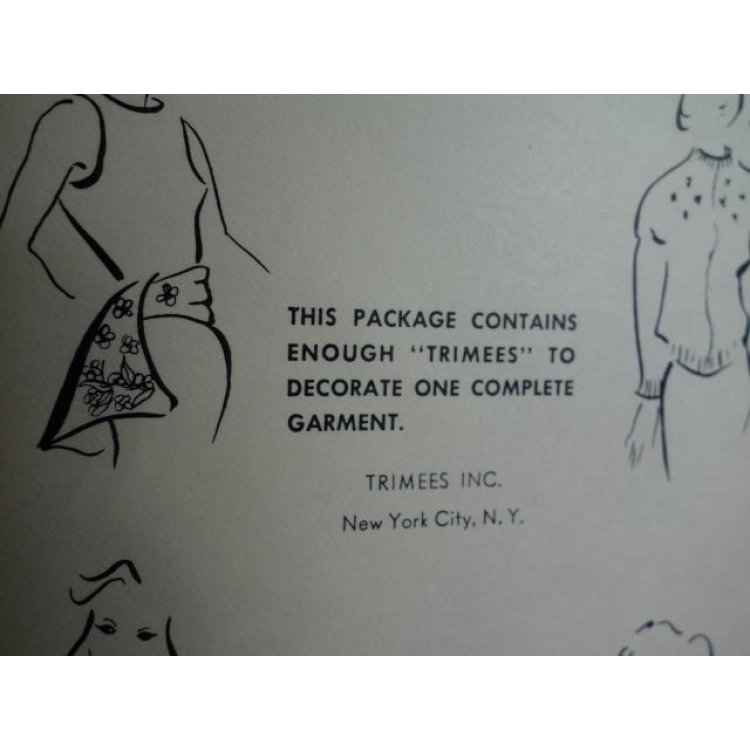 THIS PACKAGE CONTAINS
ENOUGH "TRIMEES" TO
DECORATE ONE COMPLETE
GARMENT.
TRIMEES INC.
New York City, N. Y.